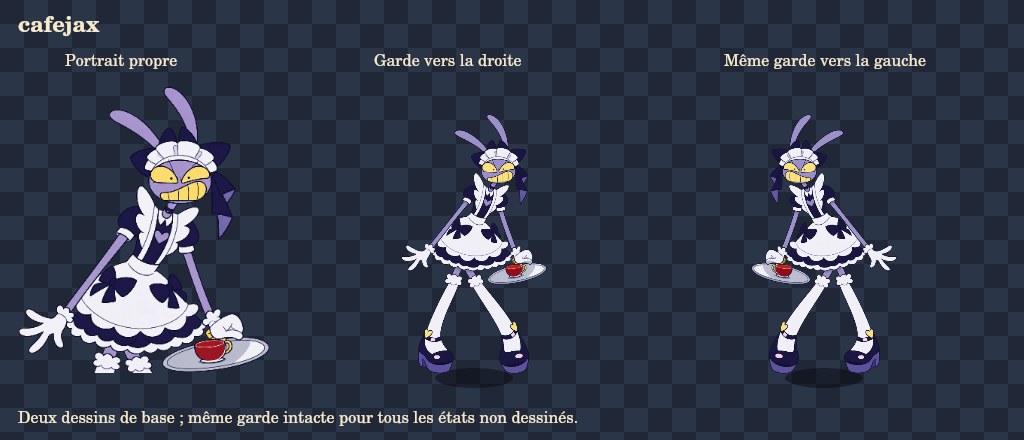 cafejax
Portrait propre
Garde vers la droite
Même garde vers la gauche
Deux dessins de base ; même garde intacte pour tous les états non dessinés.